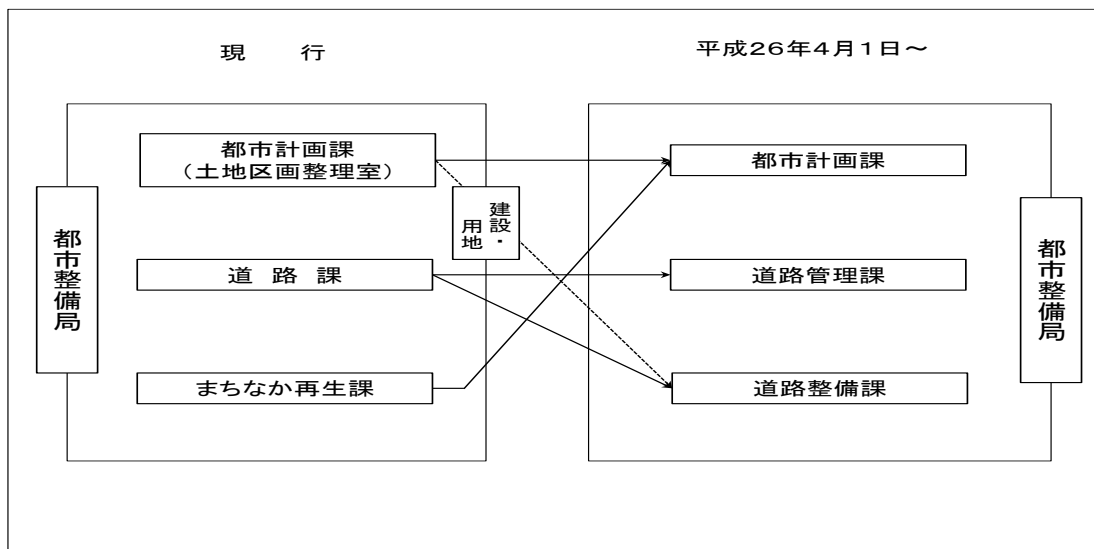 現　行
平成26年4月1日～
都市整備局
都市計画課
（土地区画整理室）
建設・
用地
道路課
まちなか再生課
都市計画課
道路管理課
道路整備課
都市整備局